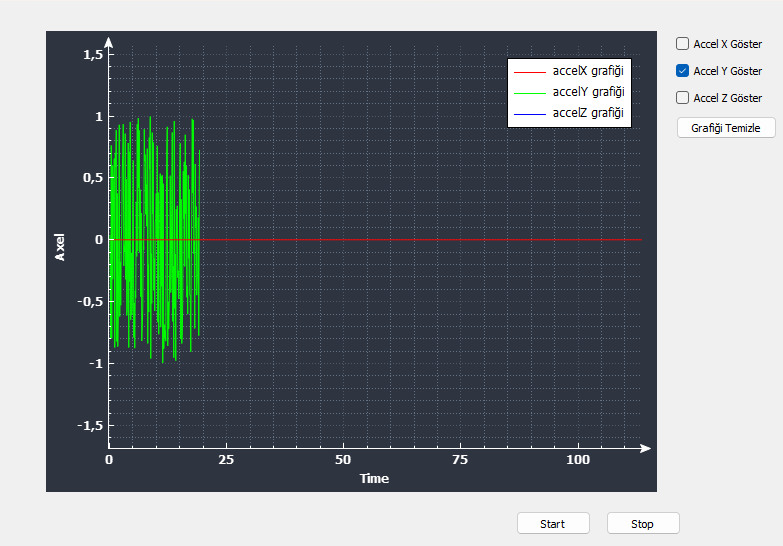 1,5
1
0,5
0
-0,5
-1
-1,5
Axel
0
25
50
75
100
Time
accelX grafiği
accelY grafiği
accelZ grafiği
Accel X Göster
Accel Y Göster
Accel Z Göster
Grafiği Temizle
Start
Stop